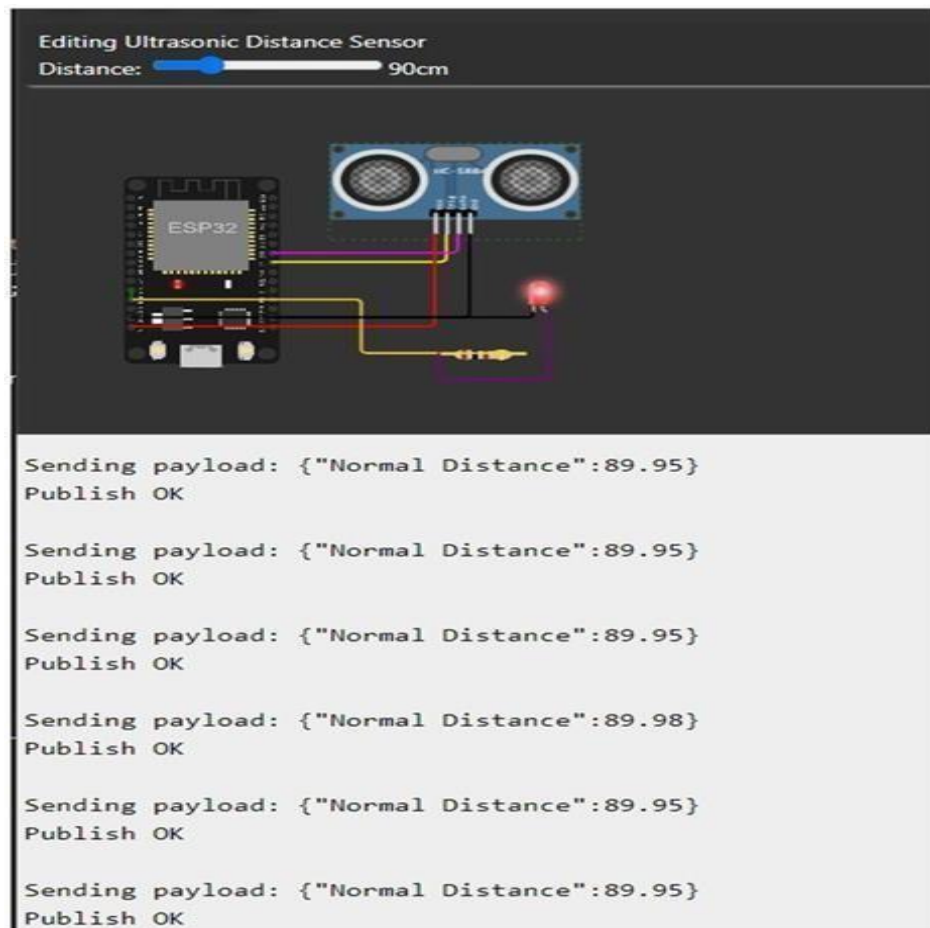 Editing Ultrasonic Distance Sensor
Distance: 90cm
ESP32
Sending payload: {"Normal Distance":89.95}
Publish OK
Sending payload: {"Normal Distance":89.95}
Publish OK
Sending payload: {"Normal Distance":89.95}
Publish OK
Sending payload: {"Normal Distance":89.98}
Publish OK
Sending payload: {"Normal Distance":89.95}
Publish OK
Sending payload: {"Normal Distance":89.95}
Publish OK